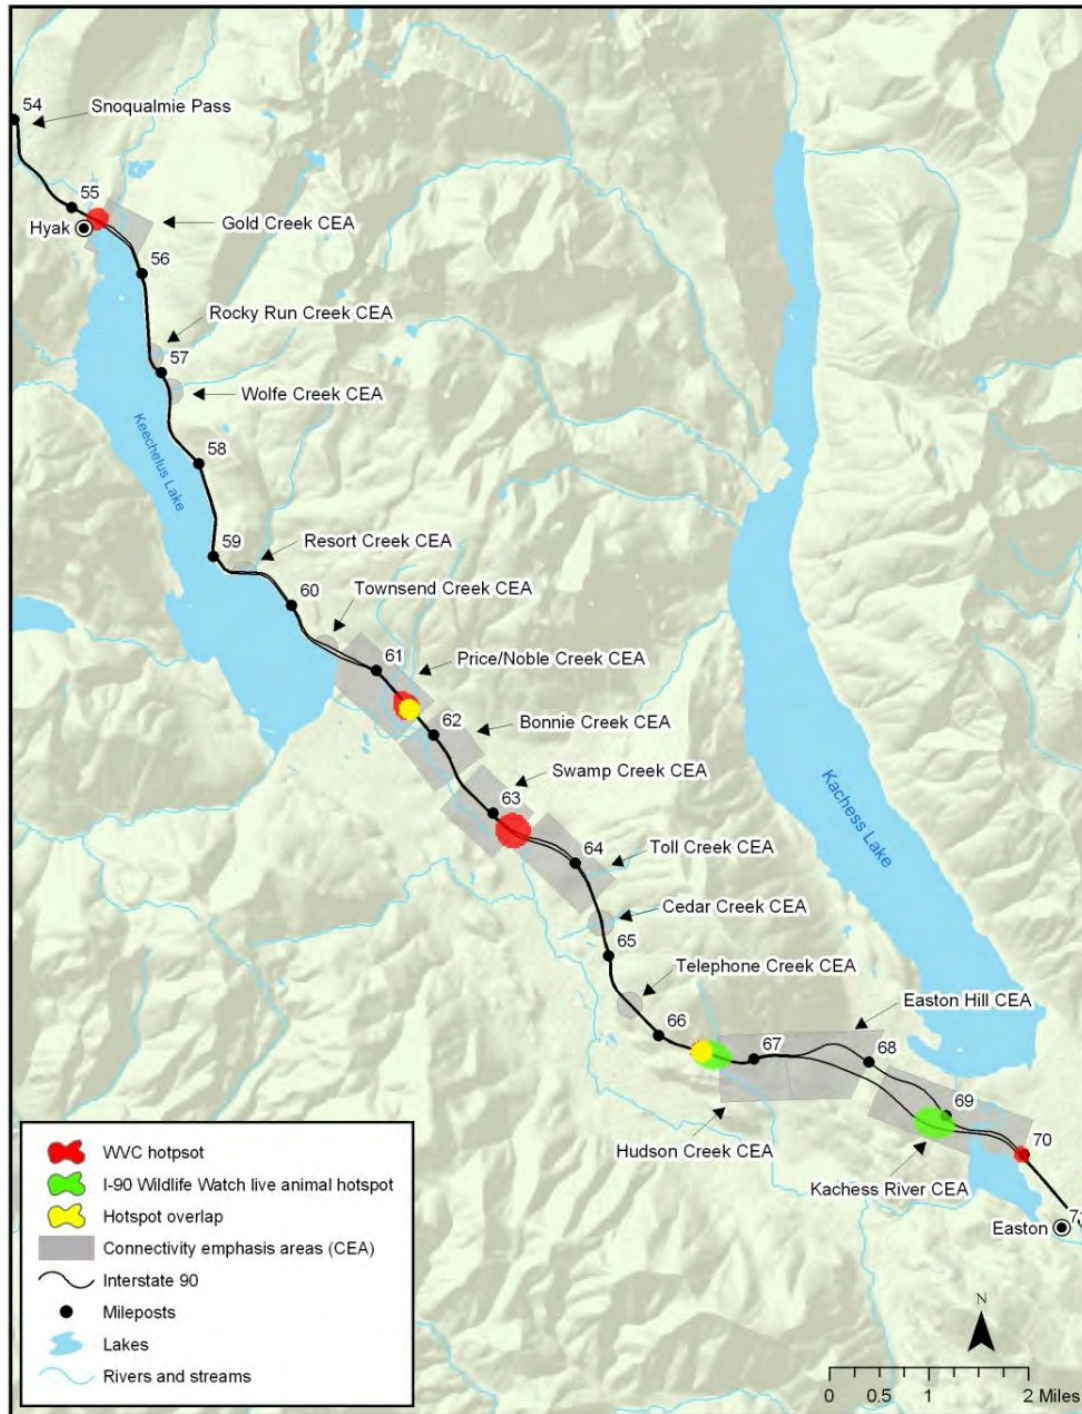 54
Snoqualmie Pass
55
Hyak
Gold Creek CEA
56
Rocky Run Creek CEA
57
Wolfe Creek CEA
Keechelus Lake
58
59
Resort Creek CEA
60
Townsend Creek CEA
61
Price/Noble Creek CEA
62
Bonnie Creek CEA
Swamp Creek CEA
63
Kachess Lake
64
Toll Creek CEA
Cedar Creek CEA
65
Telephone Creek CEA
Easton Hill CEA
66
67
68
69
Hudson Creek CEA
70
Kachess River CEA
Easton
WVC hotpsot
I-90 Wildlife Watch live animal hotspot
Hotspot overlap
Connectivity emphasis areas (CEA)
Interstate 90
Mileposts
Lakes
Rivers and streams
N
0 0.5 1 2 Miles